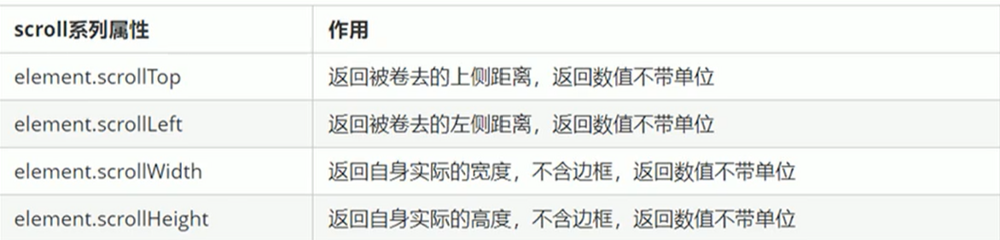 scroll系列属性 作用
element.scrollTop 返回被卷去的上侧距离，返回数值不带单位
element.scrollLeft 返回被卷去的左侧距离，返回数值不带单位
element.scrollWidth 返回自身实际的宽度，不含边框，返回数值不带单位
element.scrollHeight 返回自身实际的高度，不含边框，返回数值不带单位